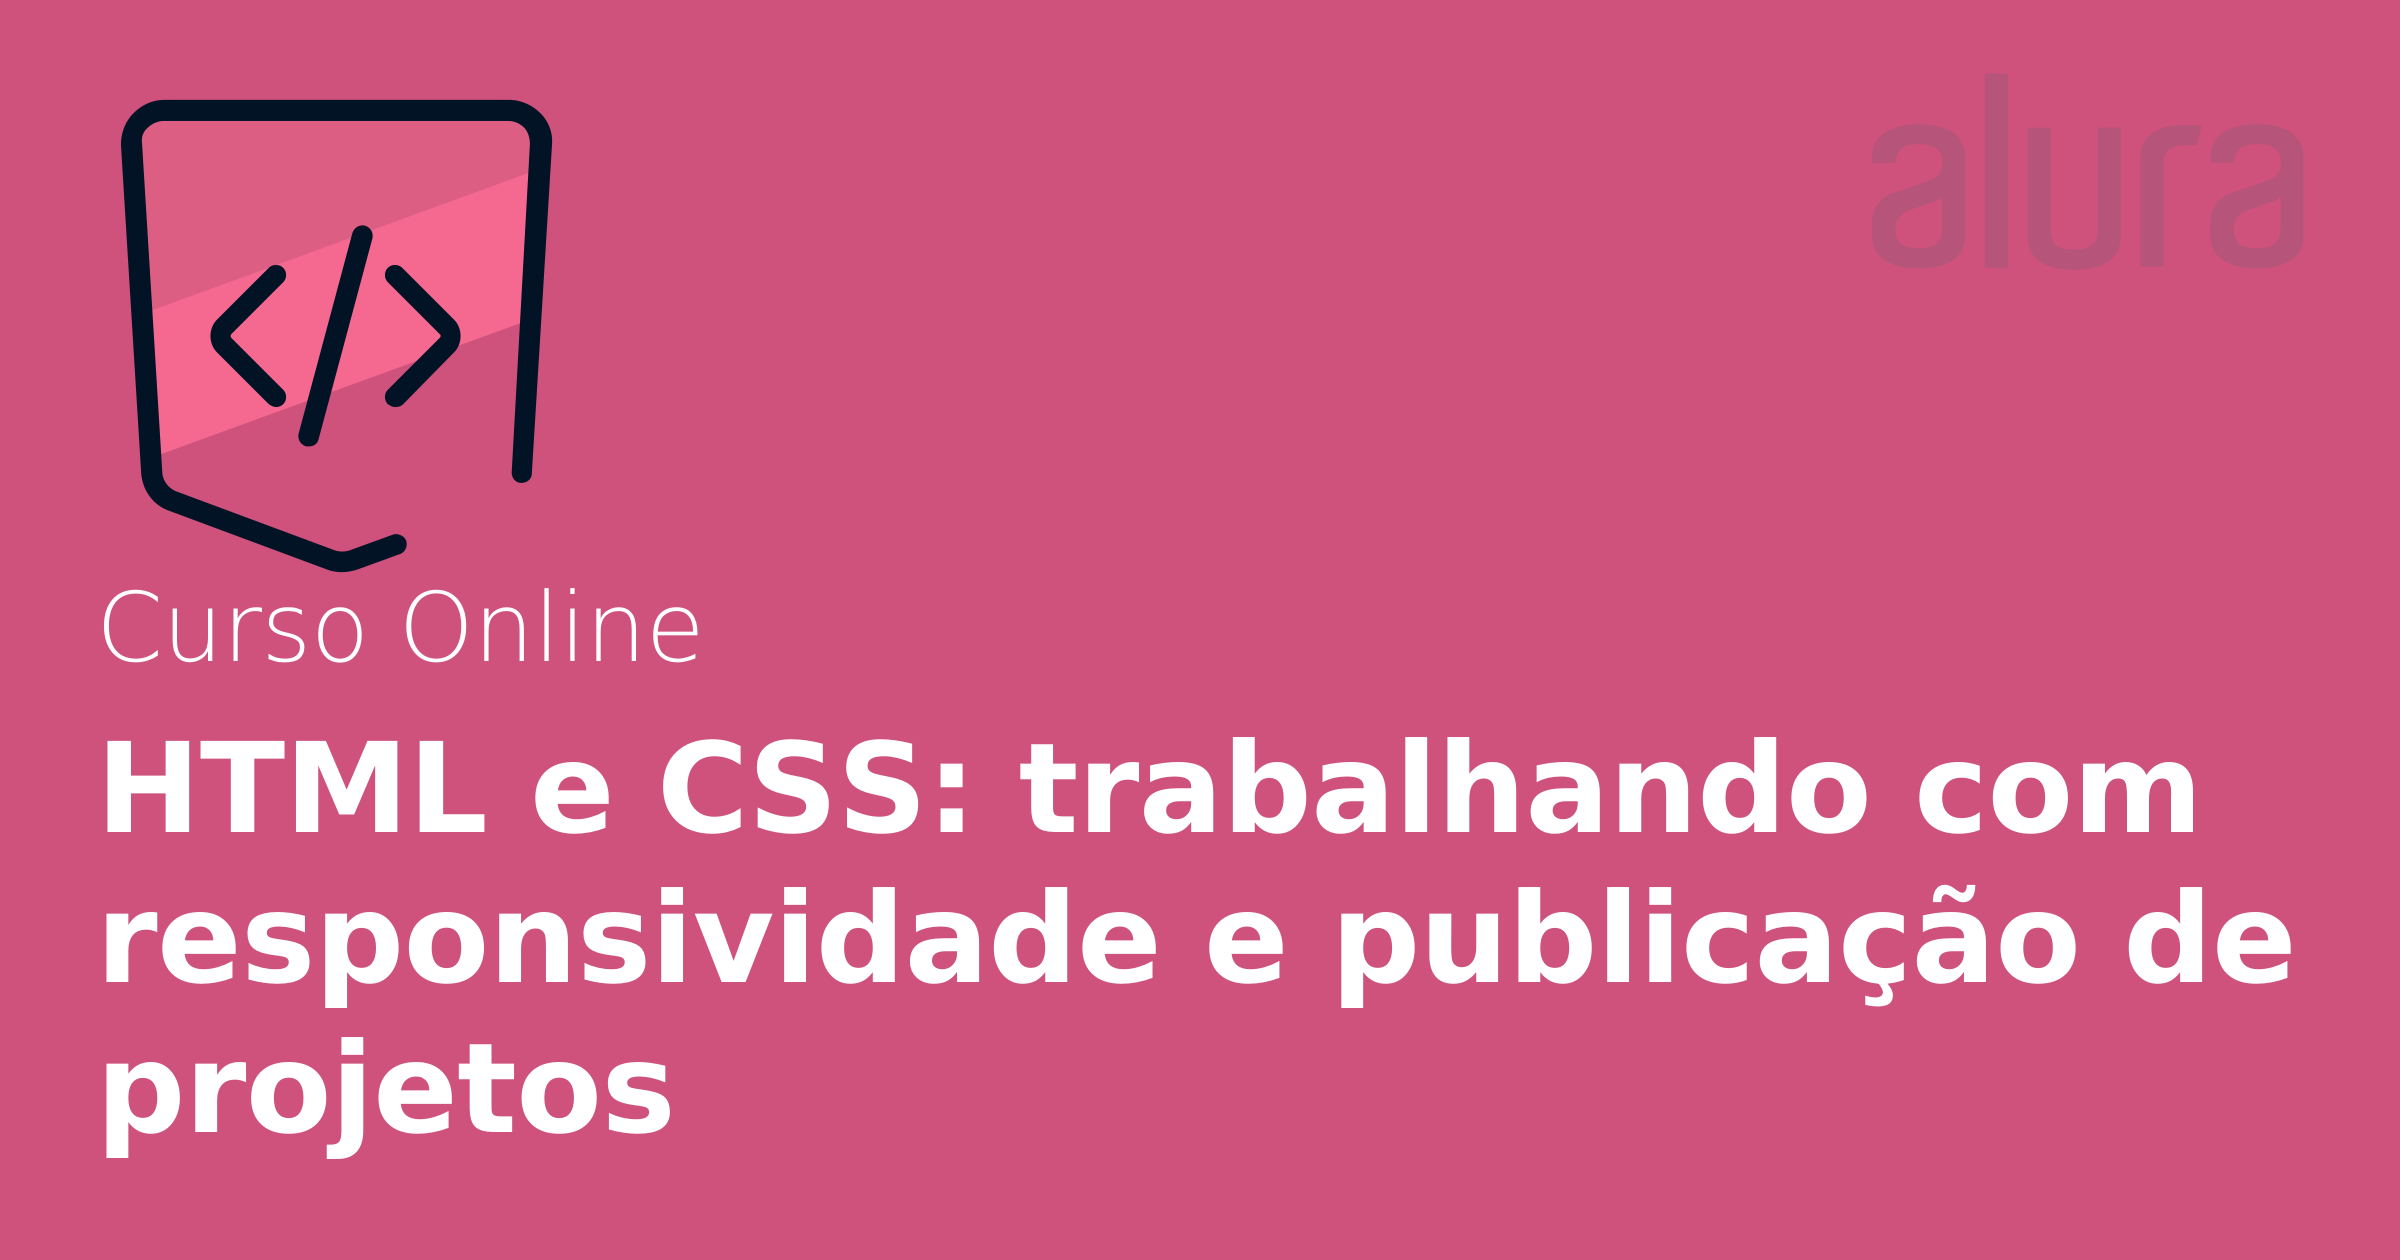 alura
</>
Curso Online
HTML e CSS: trabalhando com
responsividade e publicação de
projetos